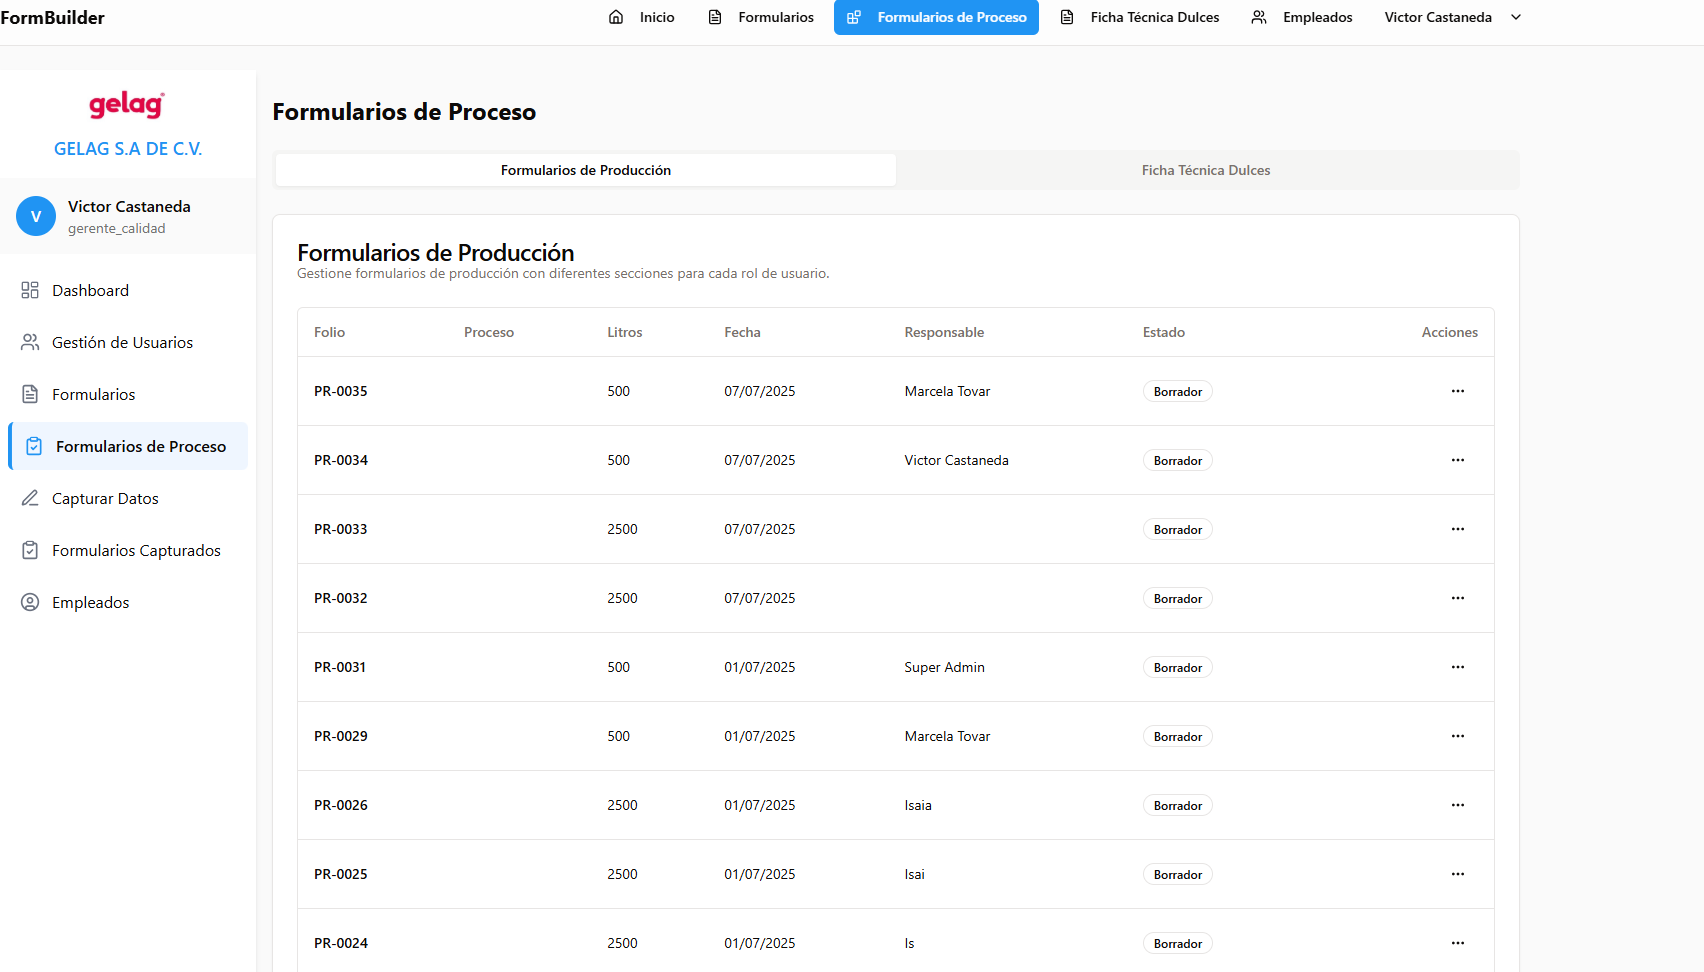 FormBuilder
Inicio
Formularios
Formularios de Proceso
Ficha Técnica Dulces
Empleados
Victor Castaneda
gelag
GELAG S.A DE C.V.
V
Victor Castaneda
gerente_calidad
Dashboard
Gestión de Usuarios
Formularios
Formularios de Proceso
Capturar Datos
Formularios Capturados
Empleados
Formularios de Proceso
Formularios de Producción
Ficha Técnica Dulces
Formularios de Producción
Gestione formularios de producción con diferentes secciones para cada rol de usuario.
Folio Proceso Litros Fecha Responsable Estado Acciones
PR-0035 500 07/07/2025 Marcela Tovar Borrador ...
PR-0034 500 07/07/2025 Victor Castaneda Borrador ...
PR-0033 2500 07/07/2025 Borrador ...
PR-0032 2500 07/07/2025 Borrador ...
PR-0031 500 01/07/2025 Super Admin Borrador ...
PR-0029 500 01/07/2025 Marcela Tovar Borrador ...
PR-0026 2500 01/07/2025 Isaia Borrador ...
PR-0025 2500 01/07/2025 Isai Borrador ...
PR-0024 2500 01/07/2025 Is Borrador ...